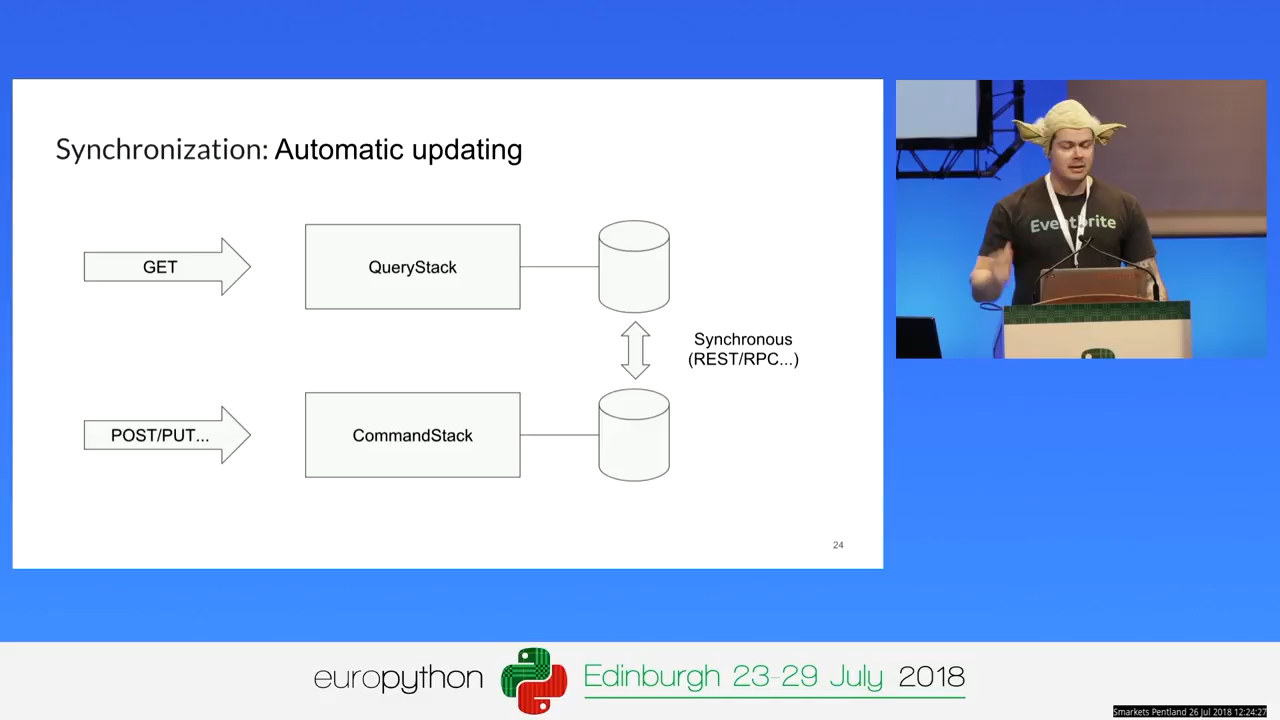 Synchronization: Automatic updating
GET
QueryStack
Synchronous
(REST/RPC...)
POST/PUT...
CommandStack
24
Eventbrite
europython
Edinburgh 23-29 July 2018
Smarkets Pentland 26 Jul 2018 12:24:27